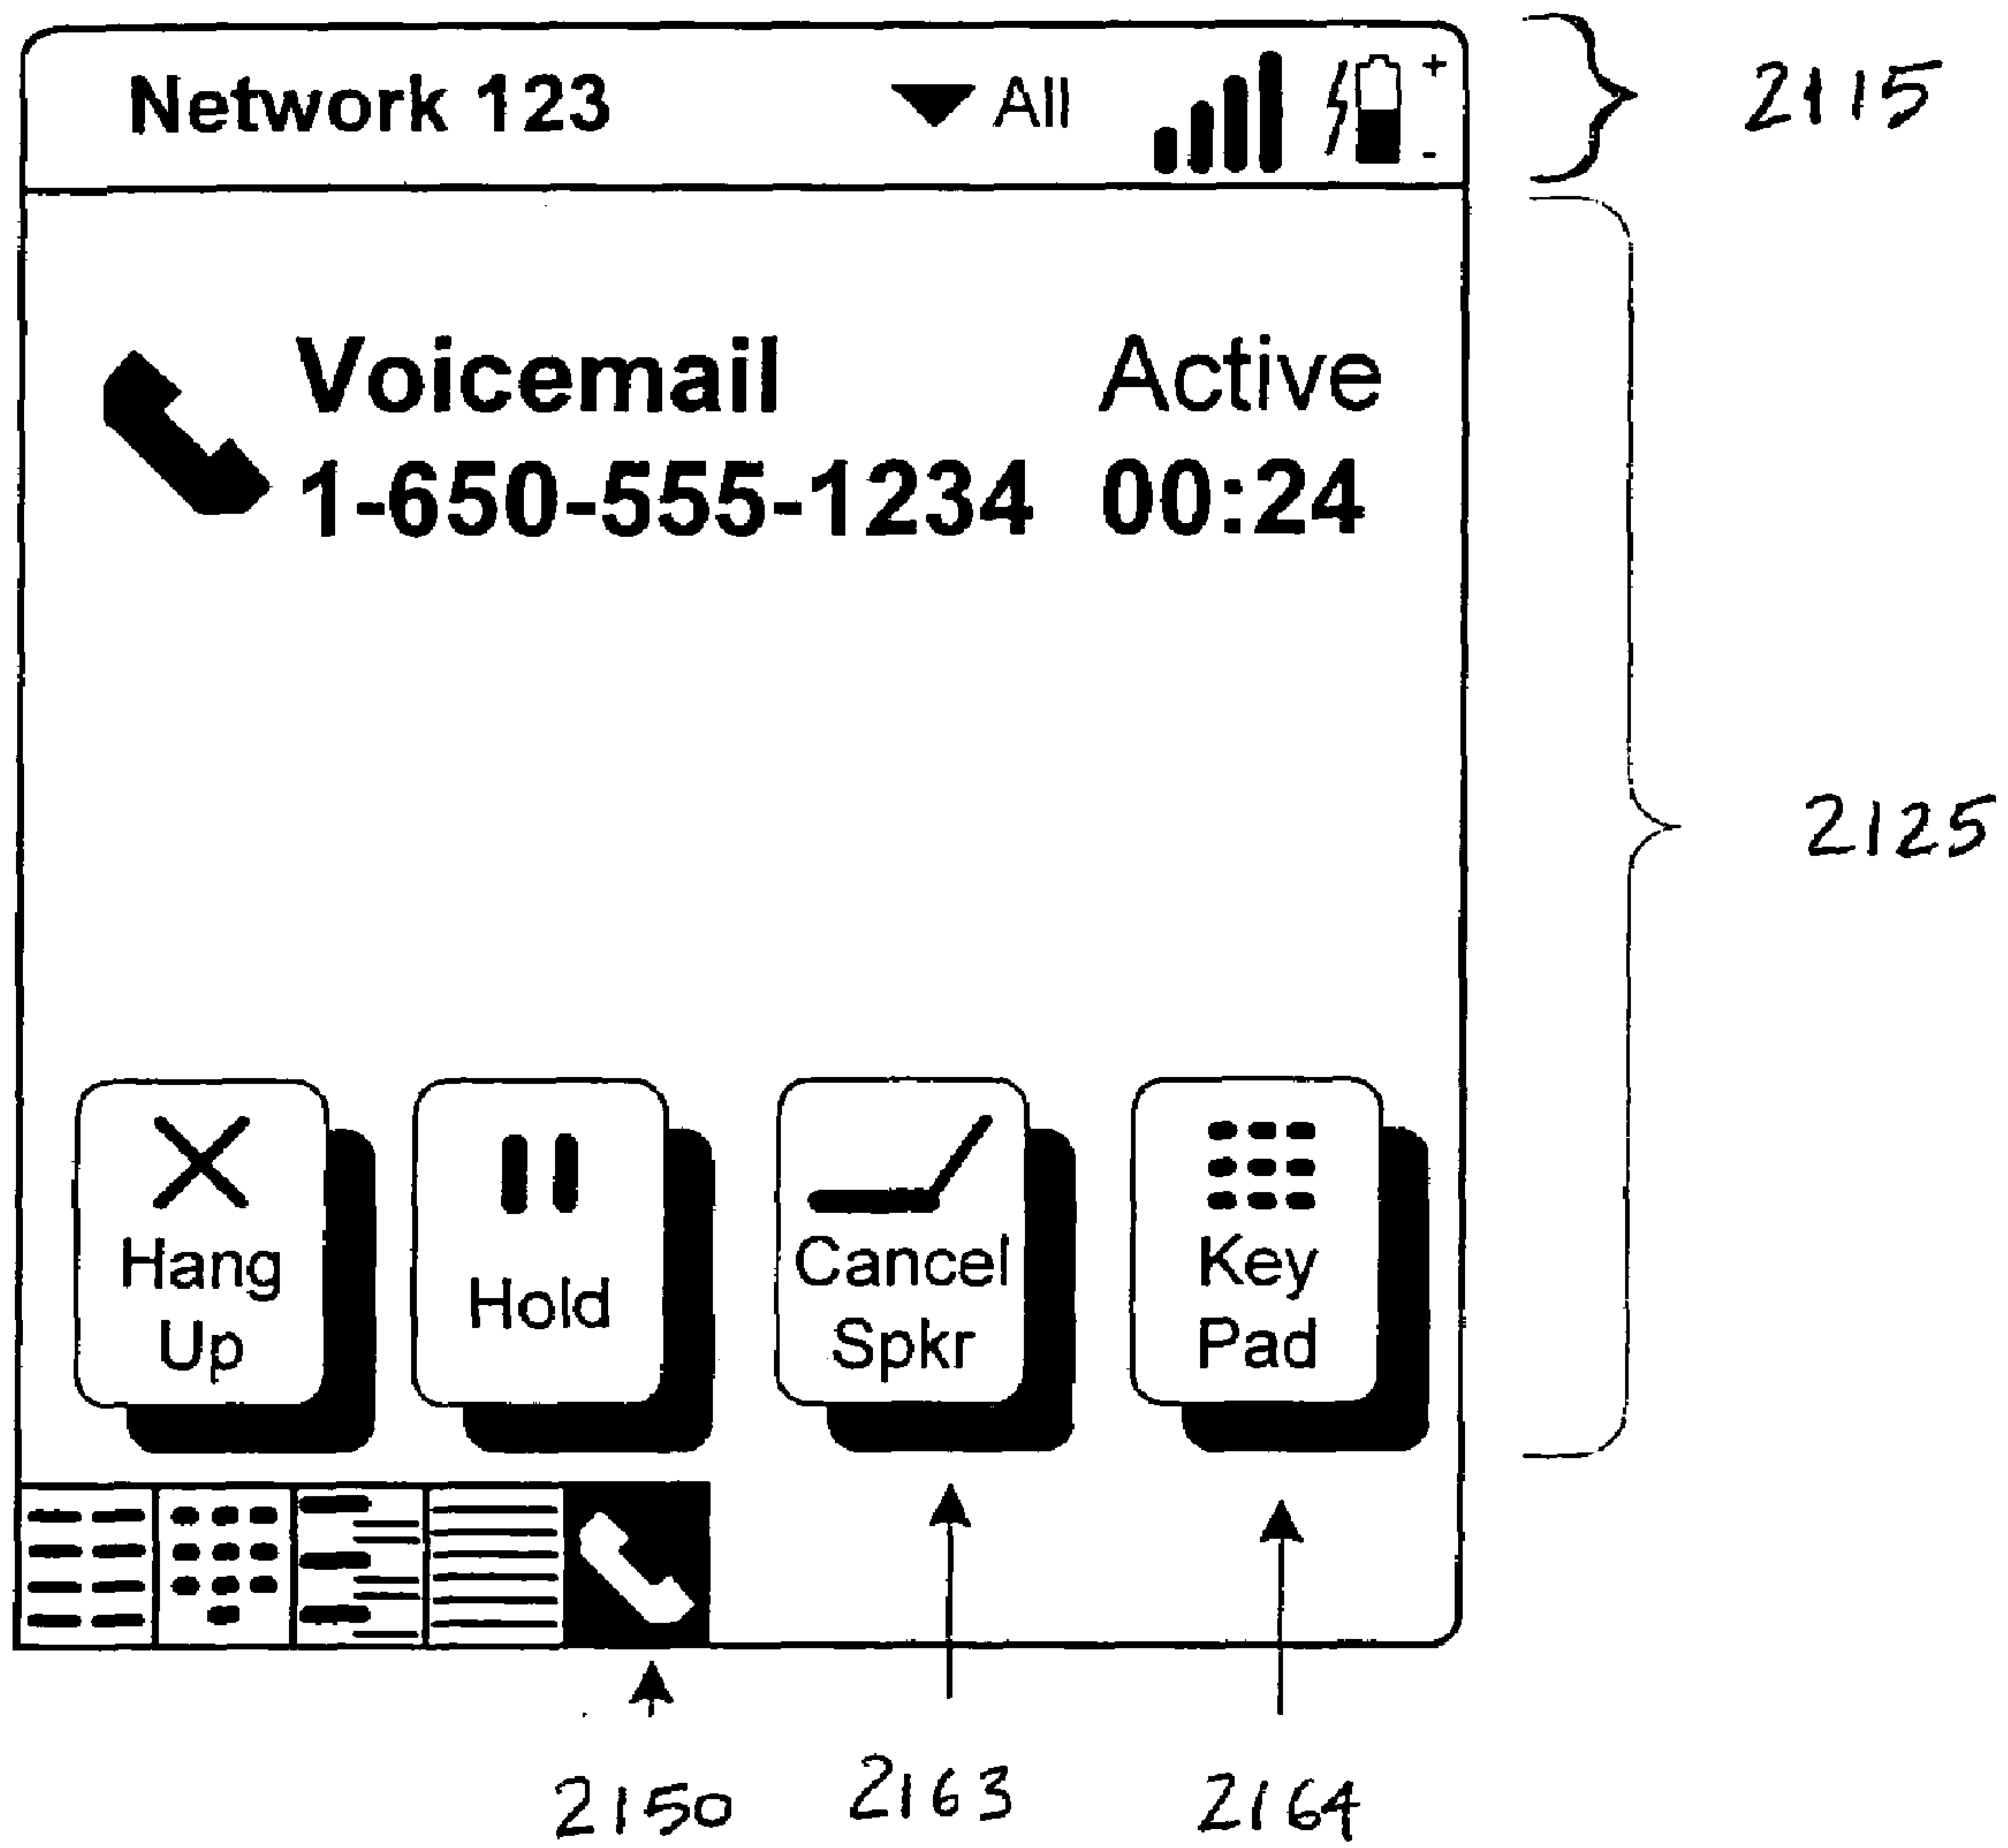 Network 123 All + -
2115
Voicemail Active
1-650-555-1234 00:24
2125
Hang Up
Hold
Cancel Spkr
Key Pad
2150 2163 2164